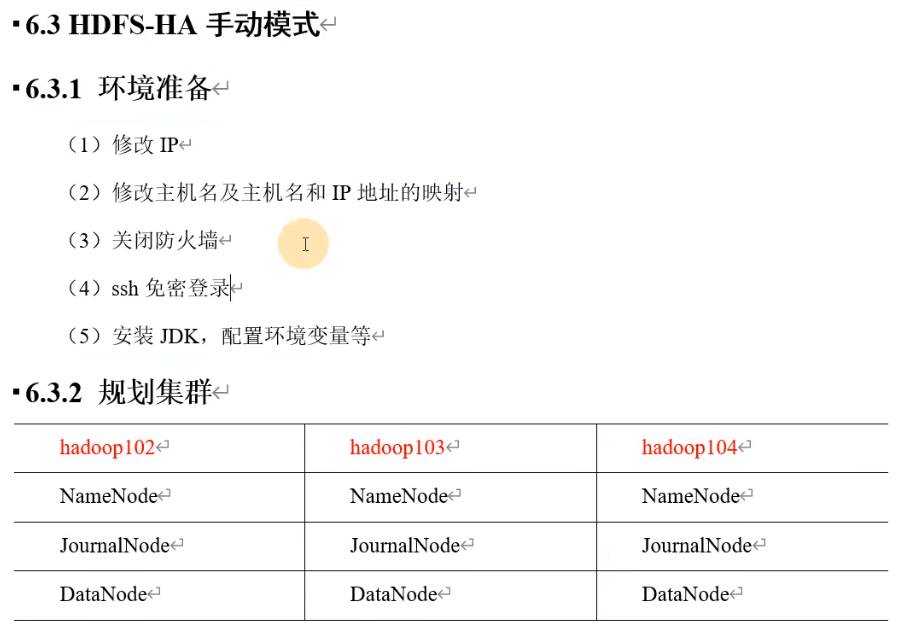 6.3 HDFS-HA 手动模式
6.3.1 环境准备
（1）修改 IP
（2）修改主机名及主机名和 IP 地址的映射
（3）关闭防火墙
（4）ssh 免密登录
（5）安装 JDK，配置环境变量等
6.3.2 规划集群
hadoop102 hadoop103 hadoop104
NameNode NameNode NameNode
JournalNode JournalNode JournalNode
DataNode DataNode DataNode